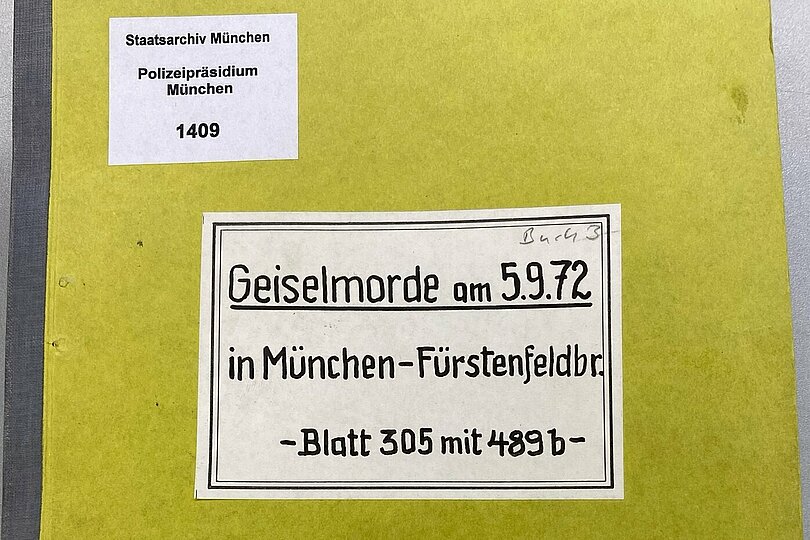 Staatsarchiv München
Polizeipräsidium
München
1409
Buch 3
Geiselmorde am 5.9.72
in München-Fürstenfeldbr.
-Blatt 305 mit 489b-